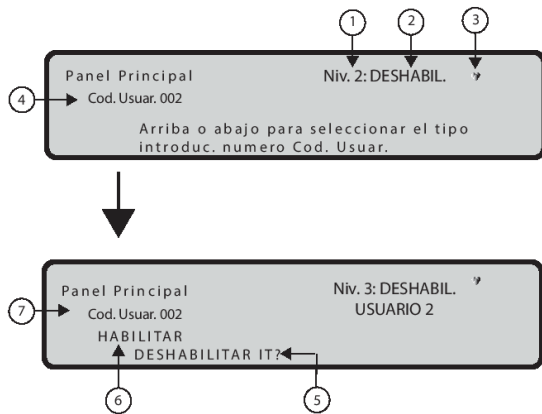 1 2 3
Panel Principal Niv. 2: DESHABIL.
4 Cod. Usuar. 002
Arriba o abajo para seleccionar el tipo
introduc. numero Cod. Usuar.
Panel Principal Niv. 3: DESHABIL.
7 Cod. Usuar. 002 USUARIO 2
HABILITAR
DESHABILITAR IT?
6 5